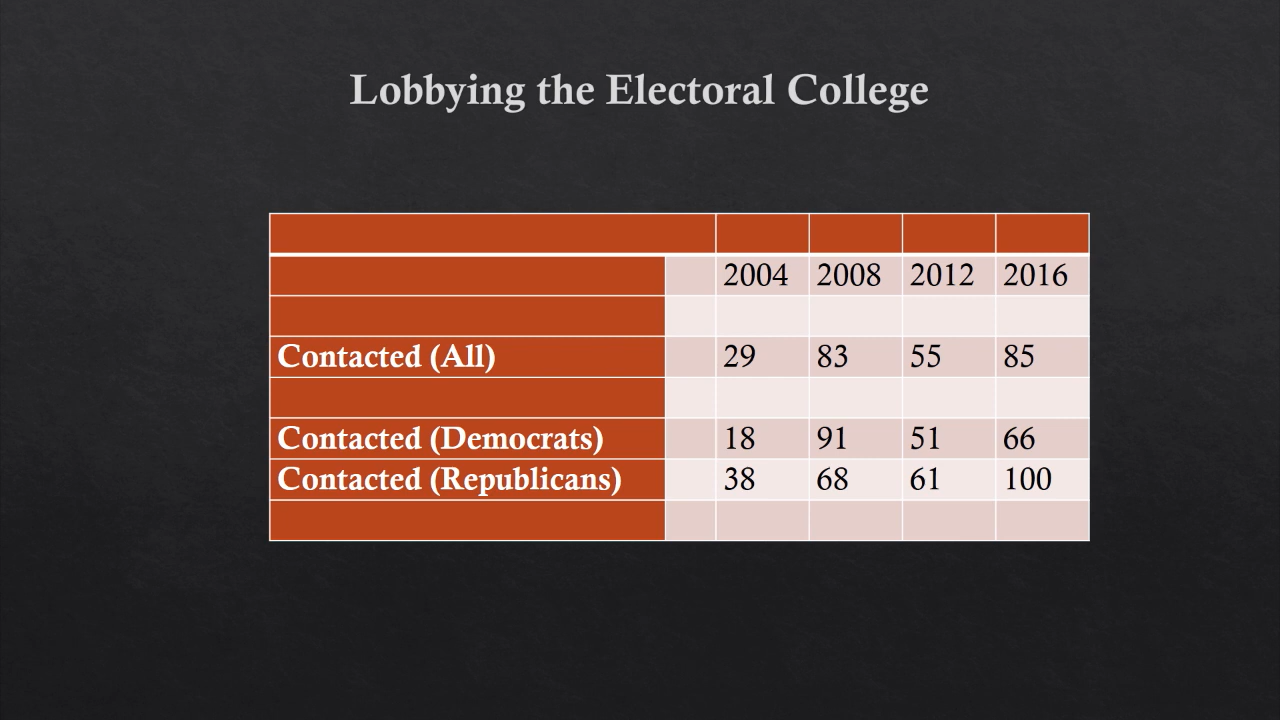 Lobbying the Electoral College
2004 2008 2012 2016
Contacted (All) 29 83 55 85
Contacted (Democrats) 18 91 51 66
Contacted (Republicans) 38 68 61 100